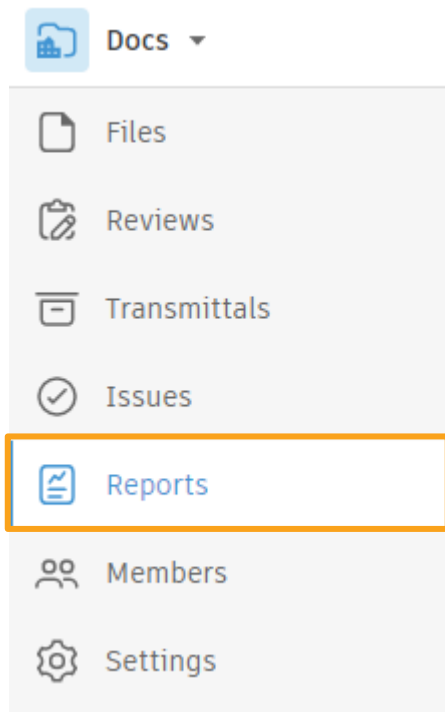 Docs
Files
Reviews
Transmittals
Issues
Reports
Members
Settings